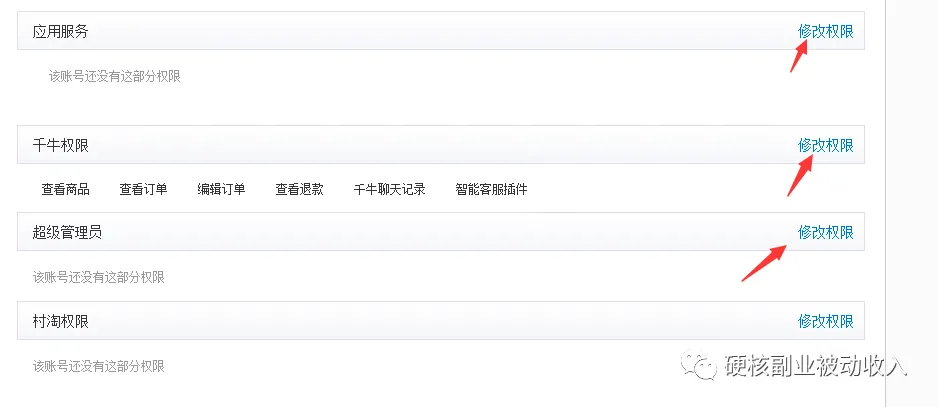 应用服务 修改权限
该账号还没有这部分权限
千牛权限 修改权限
查看商品 查看订单 编辑订单 查看退款 千牛聊天记录 智能客服插件
超级管理员 修改权限
该账号还没有这部分权限
村淘权限 修改权限
该账号还没有这部分权限
硬核副业被动收入